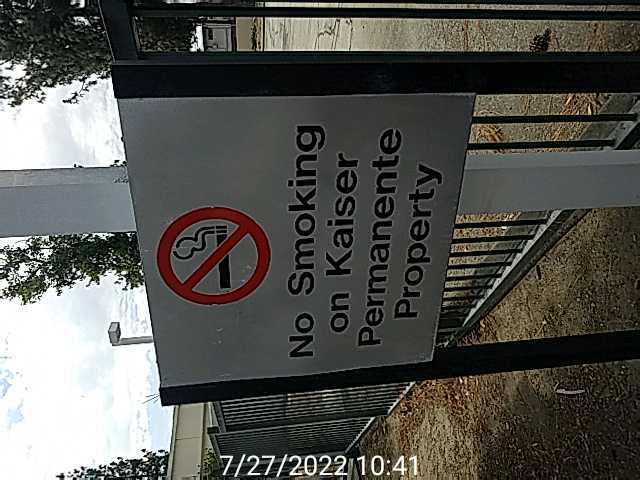 No Smoking
on Kaiser
Permanente
Property
7/27/2022 10:41